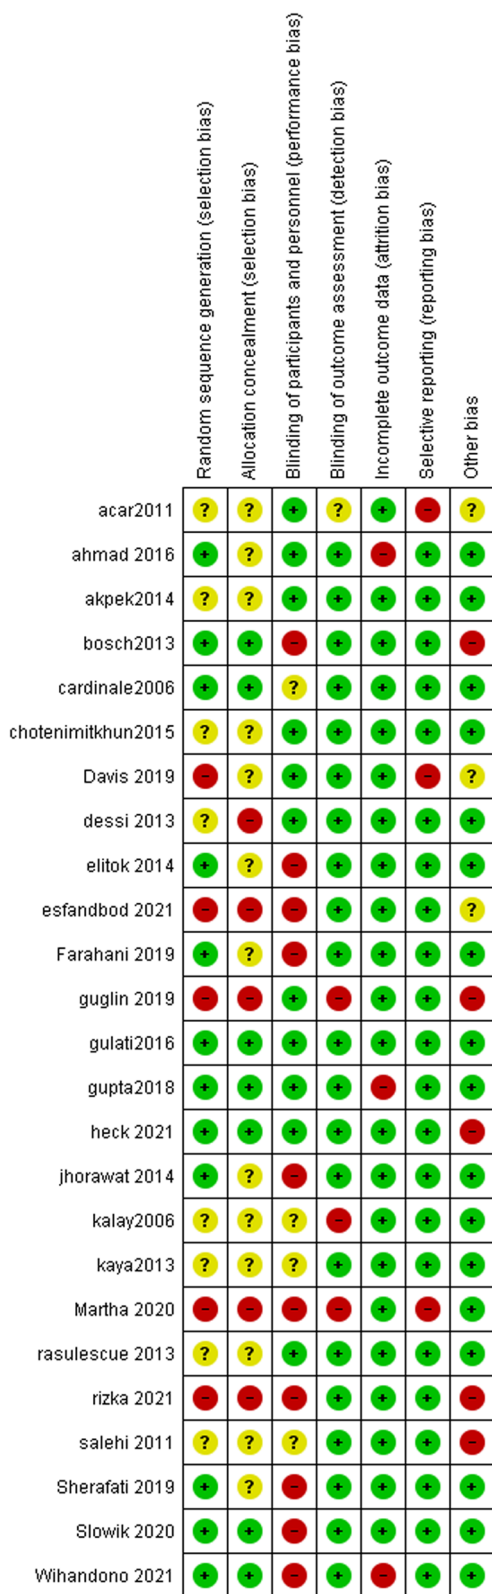 Random sequence generation (selection bias)
Allocation concealment (selection bias)
Blinding of participants and personnel (performance bias)
Blinding of outcome assessment (detection bias)
Incomplete outcome data (attrition bias)
Selective reporting (reporting bias)
Other bias
acar2011 ? ? + ? + - ?
ahmad 2016 + ? + + - + +
akpek2014 ? ? + + + + +
bosch2013 + + - + + + -
cardinale2006 + + ? + + + +
chotenimitkhun2015 ? ? + + + + +
Davis 2019 - ? + + + - ?
dessi 2013 ? - + + + + +
elitok 2014 + ? - + + + +
esfandbod 2021 - - - + + + ?
Farahani 2019 + ? - + + + +
guglin 2019 - - + - + + -
gulati2016 + + + + + + +
gupta2018 + + + + - + +
heck 2021 + + + + + + -
jhorawat 2014 + ? - + + + +
kalay2006 ? ? ? - + + +
kaya2013 ? ? ? + + + +
Martha 2020 - - - - + - +
rasulescue 2013 ? ? + + + + +
rizka 2021 - - - + + + -
salehi 2011 ? ? ? + + + -
Sherafati 2019 + ? - + + + +
Slowik 2020 + + - + + + +
Wihandono 2021 + + - + - + +